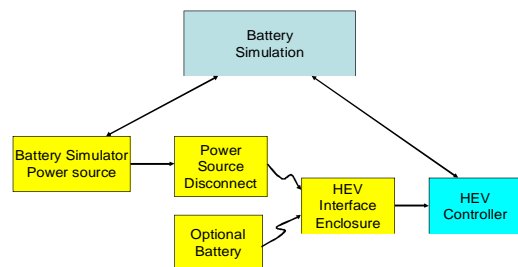 Battery
Simulation
Battery Simulator
Power source
Power
Source
Disconnect
HEV
Interface
Enclosure
HEV
Controller
Optional
Battery